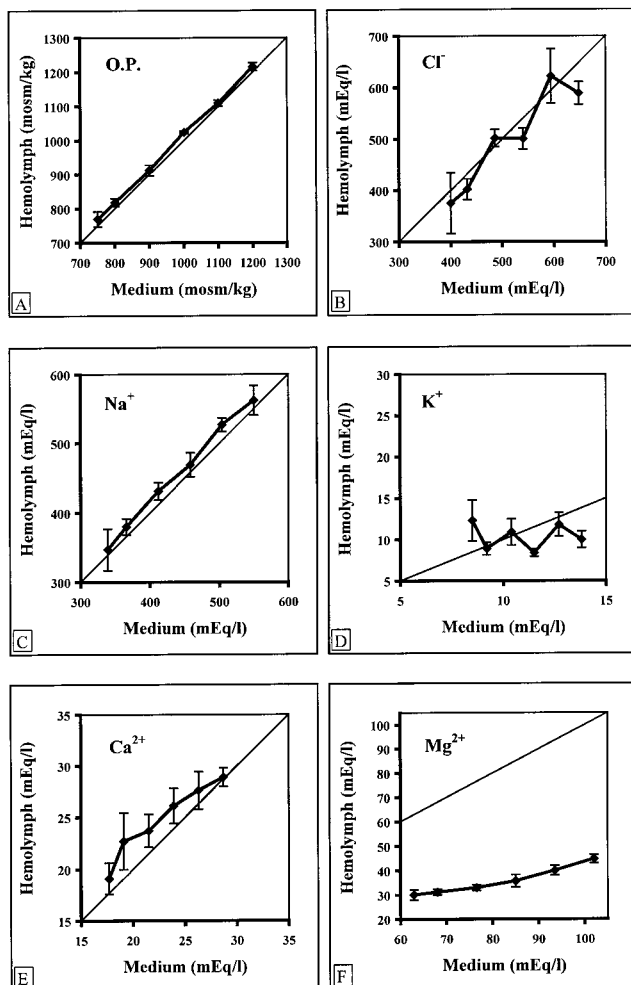 O.P.
Hemolymph (mosm/kg)
1300
1200
1100
1000
900
800
700
700 800 900 1000 1100 1200 1300
Medium (mosm/kg)
A
Cl-
Hemolymph (mEq/l)
700
600
500
400
300
300 400 500 600 700
Medium (mEq/l)
B
Na+
Hemolymph (mEq/l)
600
500
400
300
300 400 500 600
Medium (mEq/l)
C
K+
Hemolymph (mEq/l)
30
25
20
15
10
5
5 10 15
Medium (mEq/l)
D
Ca2+
Hemolymph (mEq/l)
35
30
25
20
15
15 20 25 30 35
Medium (mEq/l)
E
Mg2+
Hemolymph (mEq/l)
100
90
80
70
60
50
40
30
20
60 70 80 90 100
Medium (mEq/l)
F